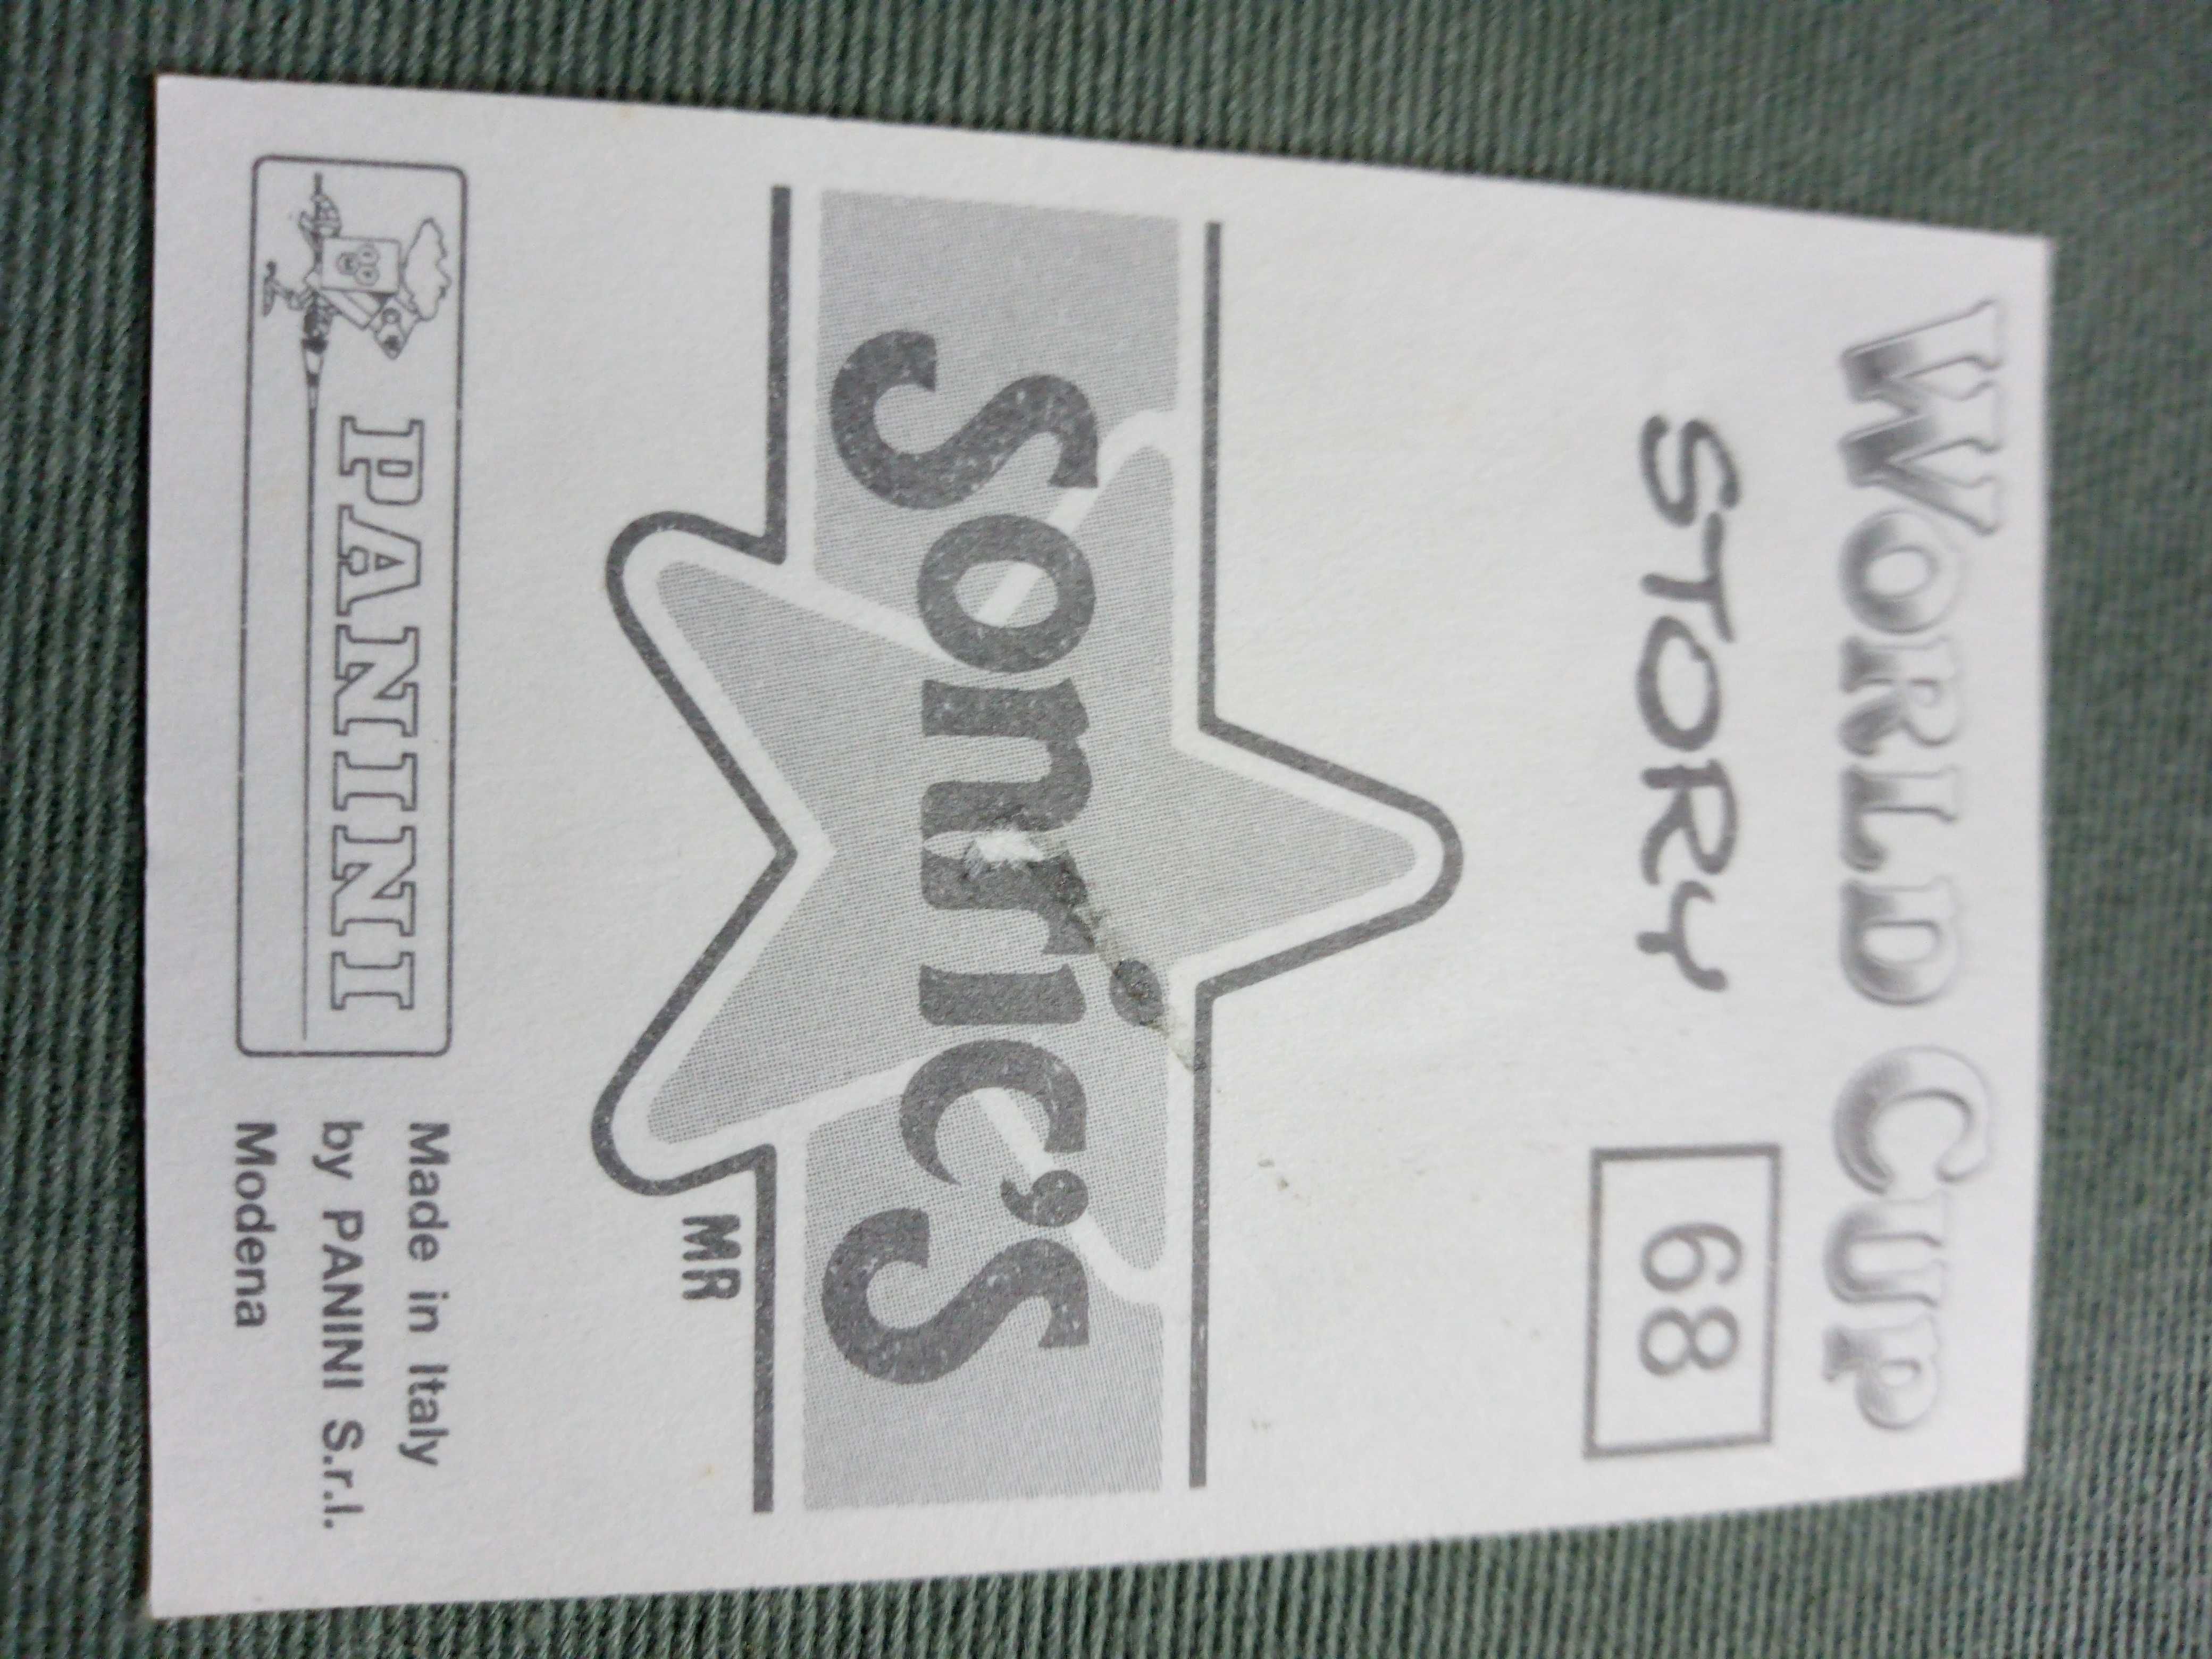 WORLD CUP
STORY 68
Sonric's
MR
PANINI
Made in Italy
by PANINI S.r.l.
Modena